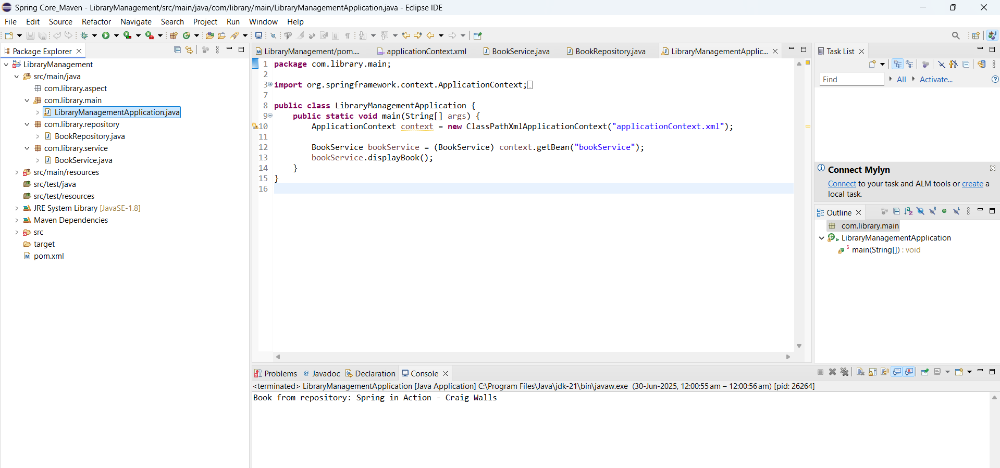 Spring Core_Maven - LibraryManagement/src/main/java/com/library/main/LibraryManagementApplication.java - Eclipse IDE
File Edit Source Refactor Navigate Search Project Run Window Help
Package Explorer
LibraryManagement
src/main/java
com.library.aspect
com.library.main
LibraryManagementApplication.java
com.library.repository
BookRepository.java
com.library.service
BookService.java
src/main/resources
src/test/java
src/test/resources
JRE System Library [JavaSE-1.8]
Maven Dependencies
src
target
pom.xml
LibraryManagement/pom.... applicationContext.xml BookService.java BookRepository.java LibraryManagementApplic...
1 package com.library.main;
2
3 import org.springframework.context.ApplicationContext;
7
8 public class LibraryManagementApplication {
9 public static void main(String[] args) {
10 ApplicationContext context = new ClassPathXmlApplicationContext("applicationContext.xml");
11
12 BookService bookService = (BookService) context.getBean("bookService");
13 bookService.displayBook();
14 }
15 }
16
Task List
Find All Activate...
Connect Mylyn
Connect to your task and ALM tools or create a
local task.
Outline
com.library.main
LibraryManagementApplication
main(String[]) : void
Problems Javadoc Declaration Console
<terminated> LibraryManagementApplication [Java Application] C:\Program Files\Java\jdk-21\bin\javaw.exe (30-Jun-2025, 12:00:55 am – 12:00:56 am) [pid: 26264]
Book from repository: Spring in Action - Craig Walls